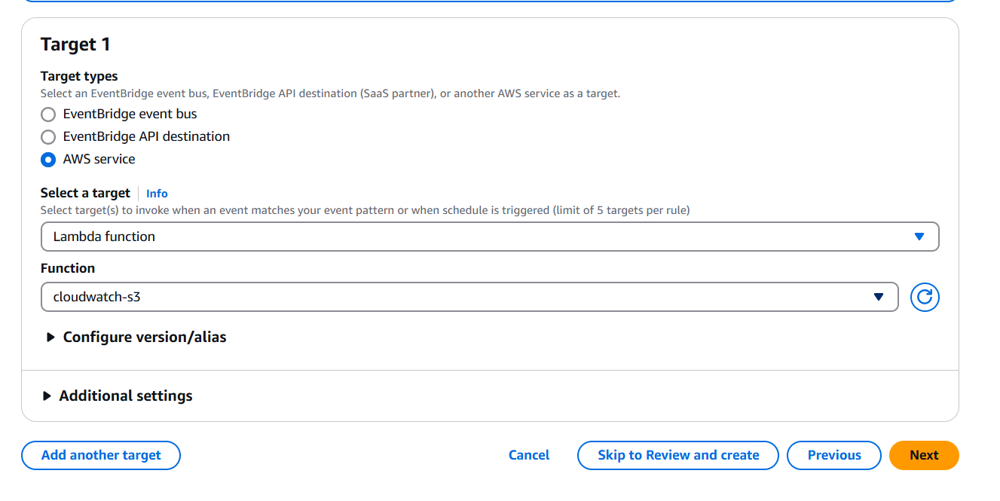 Target 1
Target types
Select an EventBridge event bus, EventBridge API destination (SaaS partner), or another AWS service as a target.
EventBridge event bus
EventBridge API destination
AWS service
Select a target Info
Select target(s) to invoke when an event matches your event pattern or when schedule is triggered (limit of 5 targets per rule)
Lambda function
Function
cloudwatch-s3
Configure version/alias
Additional settings
Add another target Cancel Skip to Review and create Previous Next